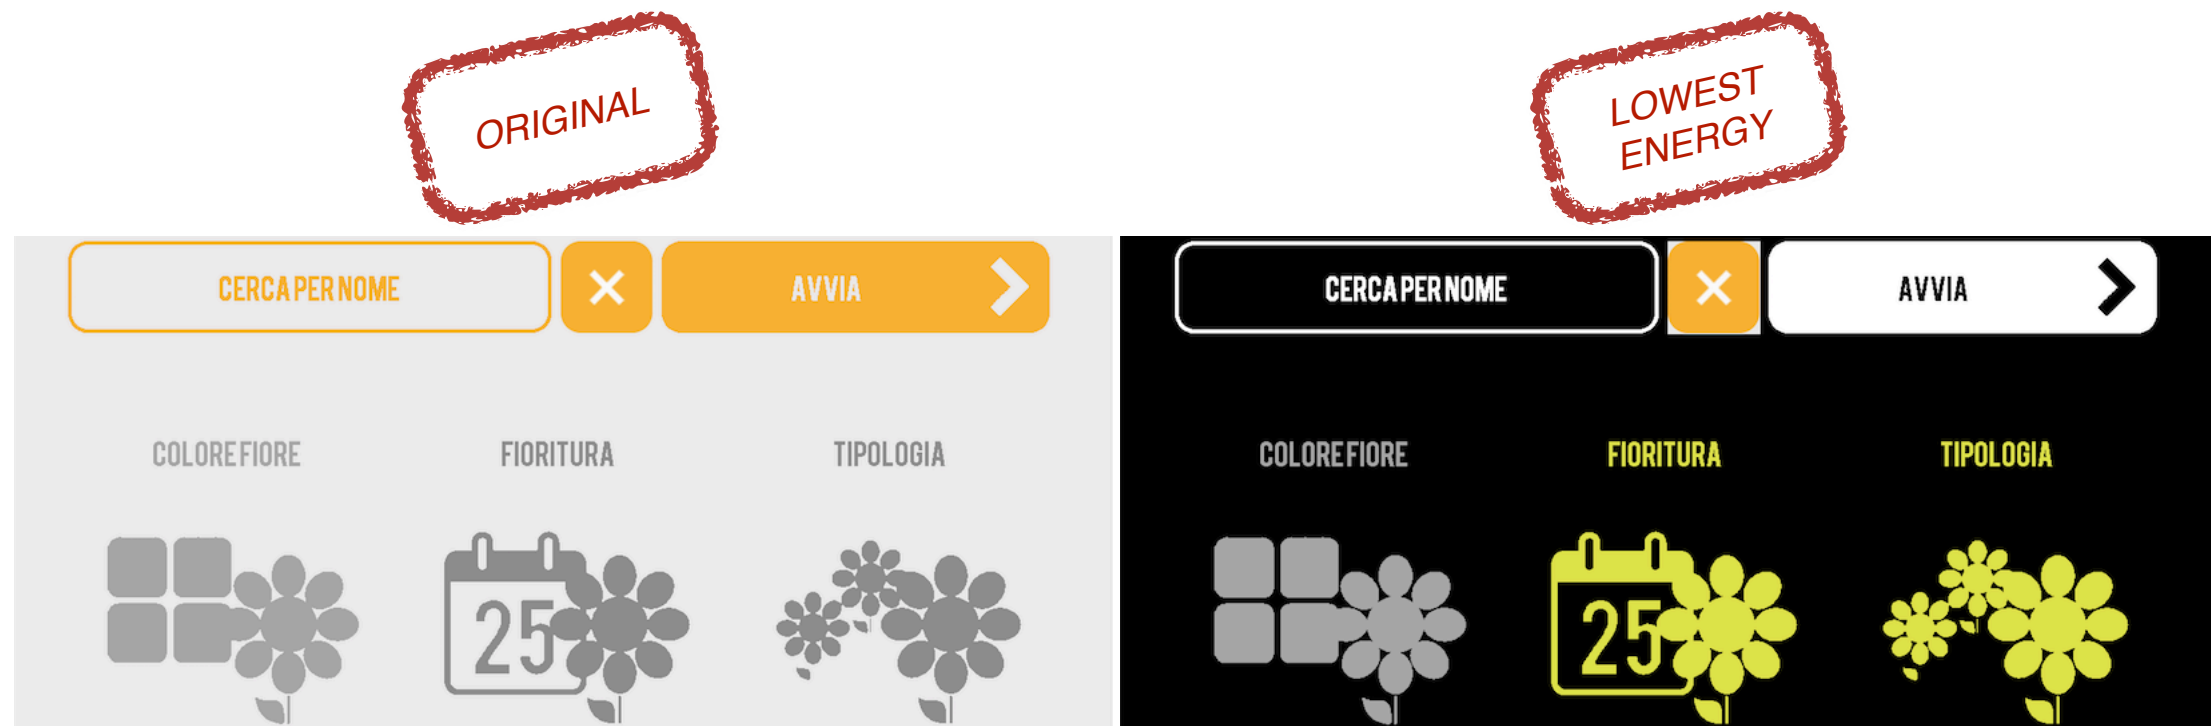 ORIGINAL
LOWEST
ENERGY
CERCA PER NOME
AVVIA
COLORE FIORE
FIORITURA
TIPOLOGIA
25
CERCA PER NOME
AVVIA
COLORE FIORE
FIORITURA
TIPOLOGIA
25